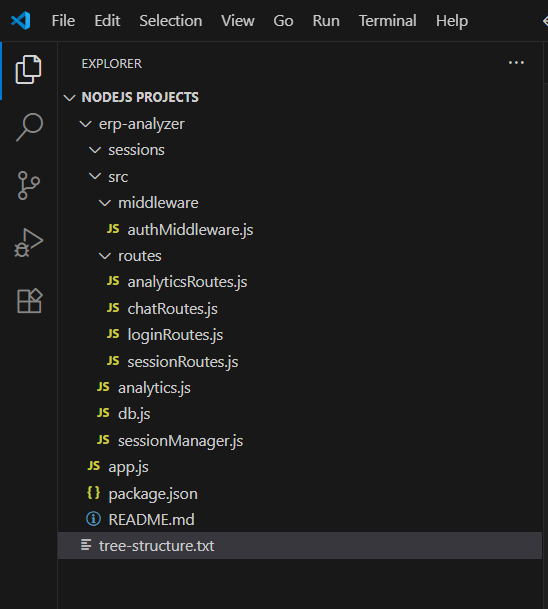 File Edit Selection View Go Run Terminal Help
EXPLORER
NODEJS PROJECTS
erp-analyzer
sessions
src
middleware
JS authMiddleware.js
routes
JS analyticsRoutes.js
JS chatRoutes.js
JS loginRoutes.js
JS sessionRoutes.js
JS analytics.js
JS db.js
JS sessionManager.js
JS app.js
{} package.json
README.md
tree-structure.txt